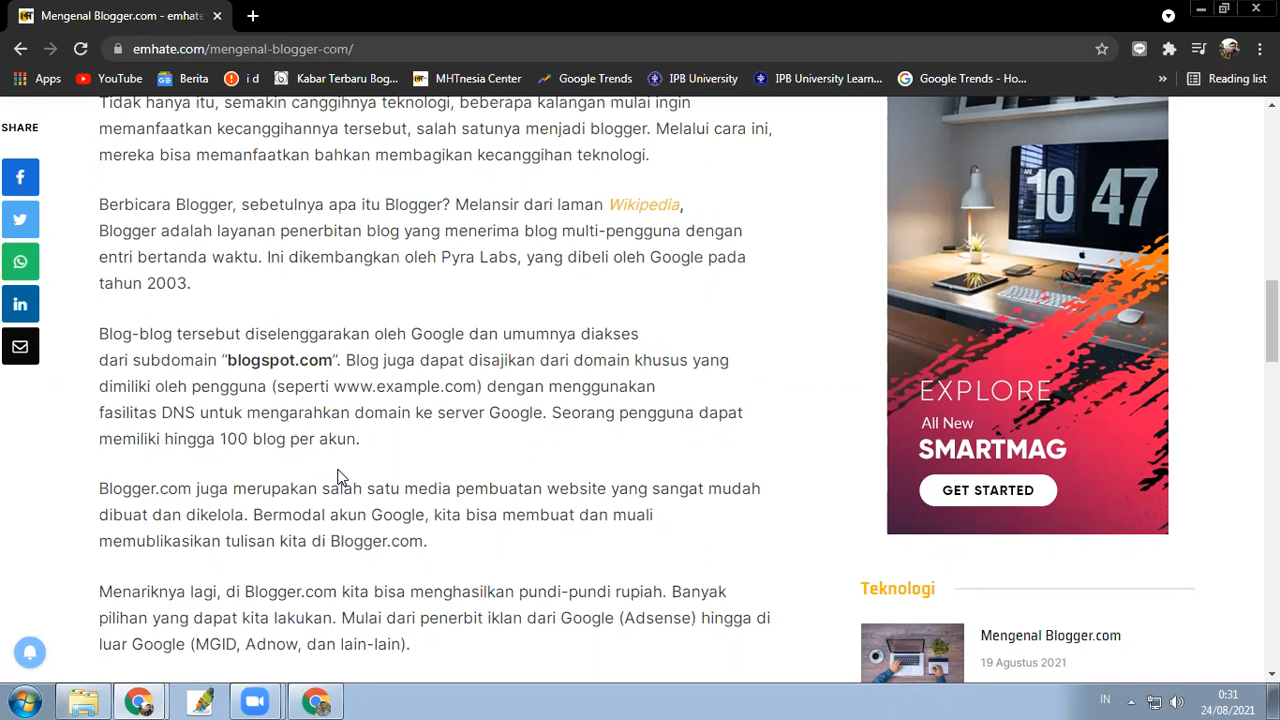 Mengenal Blogger.com - emhate
emhate.com/mengenal-blogger-com/
Apps
YouTube
Berita
i d
Kabar Terbaru Bog...
MHTnesia Center
Google Trends
IPB University
IPB University Learn...
Google Trends - Ho...
»
Reading list
SHARE
Tidak hanya itu, semakin canggihnya teknologi, beberapa kalangan mulai ingin
memanfaatkan kecanggihannya tersebut, salah satunya menjadi blogger. Melalui cara ini,
mereka bisa memanfaatkan bahkan membagikan kecanggihan teknologi.
Berbicara Blogger, sebetulnya apa itu Blogger? Melansir dari laman Wikipedia,
Blogger adalah layanan penerbitan blog yang menerima blog multi-pengguna dengan
entri bertanda waktu. Ini dikembangkan oleh Pyra Labs, yang dibeli oleh Google pada
tahun 2003.
Blog-blog tersebut diselenggarakan oleh Google dan umumnya diakses
dari subdomain “blogspot.com“. Blog juga dapat disajikan dari domain khusus yang
dimiliki oleh pengguna (seperti www.example.com) dengan menggunakan
fasilitas DNS untuk mengarahkan domain ke server Google. Seorang pengguna dapat
memiliki hingga 100 blog per akun.
Blogger.com juga merupakan salah satu media pembuatan website yang sangat mudah
dibuat dan dikelola. Bermodal akun Google, kita bisa membuat dan muali
memublikasikan tulisan kita di Blogger.com.
Menariknya lagi, di Blogger.com kita bisa menghasilkan pundi-pundi rupiah. Banyak
pilihan yang dapat kita lakukan. Mulai dari penerbit iklan dari Google (Adsense) hingga di
luar Google (MGID, Adnow, dan lain-lain).
10 47
EXPLORE
All New
SMARTMAG
GET STARTED
Teknologi
Mengenal Blogger.com
19 Agustus 2021
IN
0:31
24/08/2021